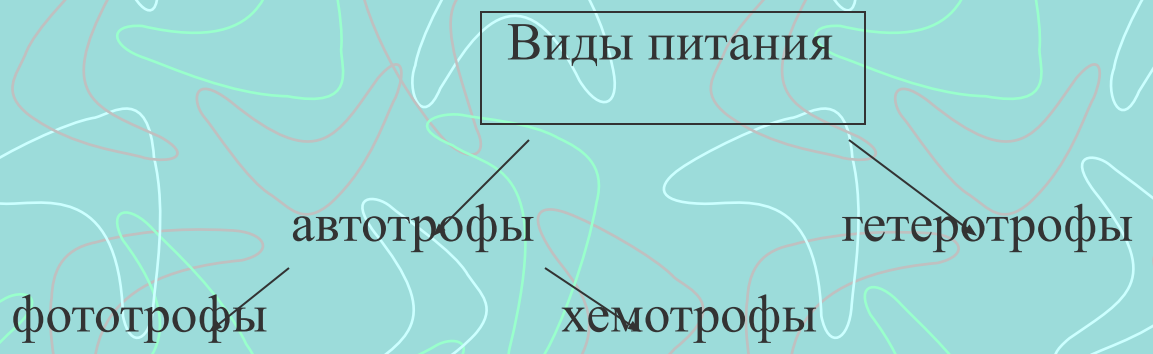 Виды питания
автотрофы гетеротрофы
фототрофы хемотрофы